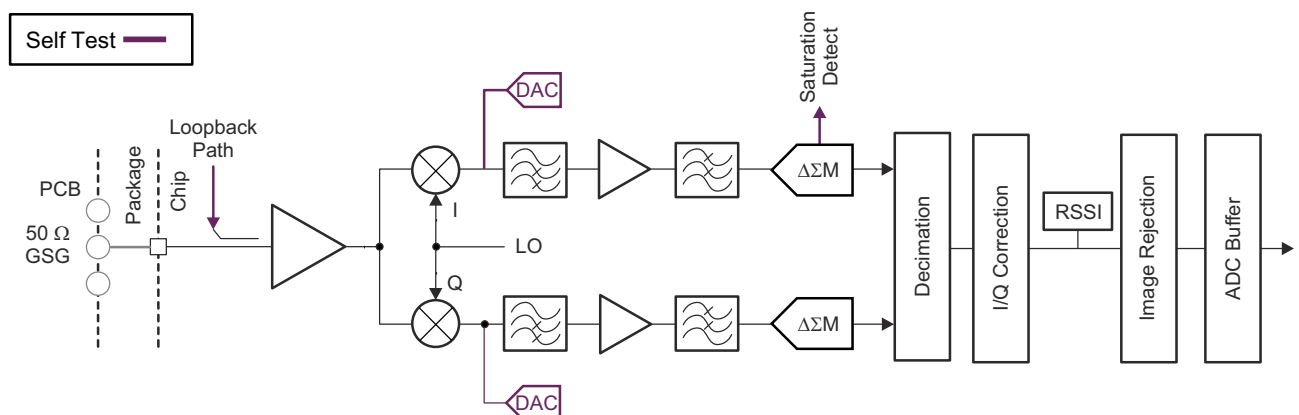 Self Test
DAC
Saturation
Detect
Loopback
Path
PCB
Package
Chip
50 Ω
GSG
I
LO
Q
ΔΣM
ΔΣM
DAC
Decimation
I/Q Correction
RSSI
Image Rejection
ADC Buffer